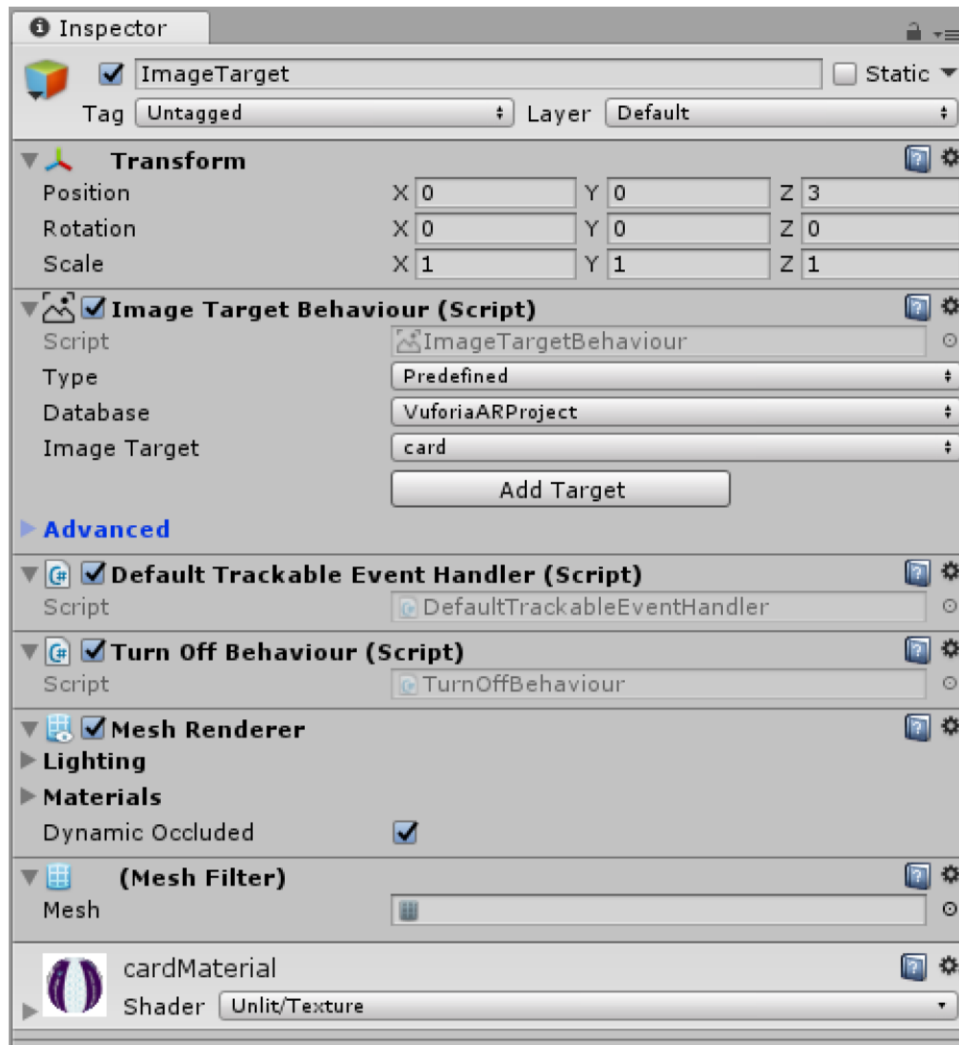 Inspector
ImageTarget Static
Tag Untagged Layer Default
Transform
Position X 0 Y 0 Z 3
Rotation X 0 Y 0 Z 0
Scale X 1 Y 1 Z 1
Image Target Behaviour (Script)
Script ImageTargetBehaviour
Type Predefined
Database VuforiaARProject
Image Target card
Add Target
Advanced
Default Trackable Event Handler (Script)
Script DefaultTrackableEventHandler
Turn Off Behaviour (Script)
Script TurnOffBehaviour
Mesh Renderer
Lighting
Materials
Dynamic Occluded
(Mesh Filter)
Mesh
cardMaterial
Shader Unlit/Texture